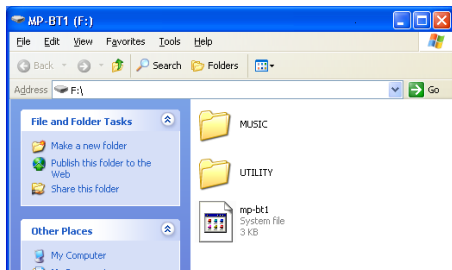 MP-BT1 (F:)
File Edit View Favorites Tools Help
Back Search Folders
Address F:\ Go
File and Folder Tasks
Make a new folder
Publish this folder to the
Web
Share this folder
Other Places
My Computer
MUSIC
UTILITY
mp-bt1
System file
3 KB